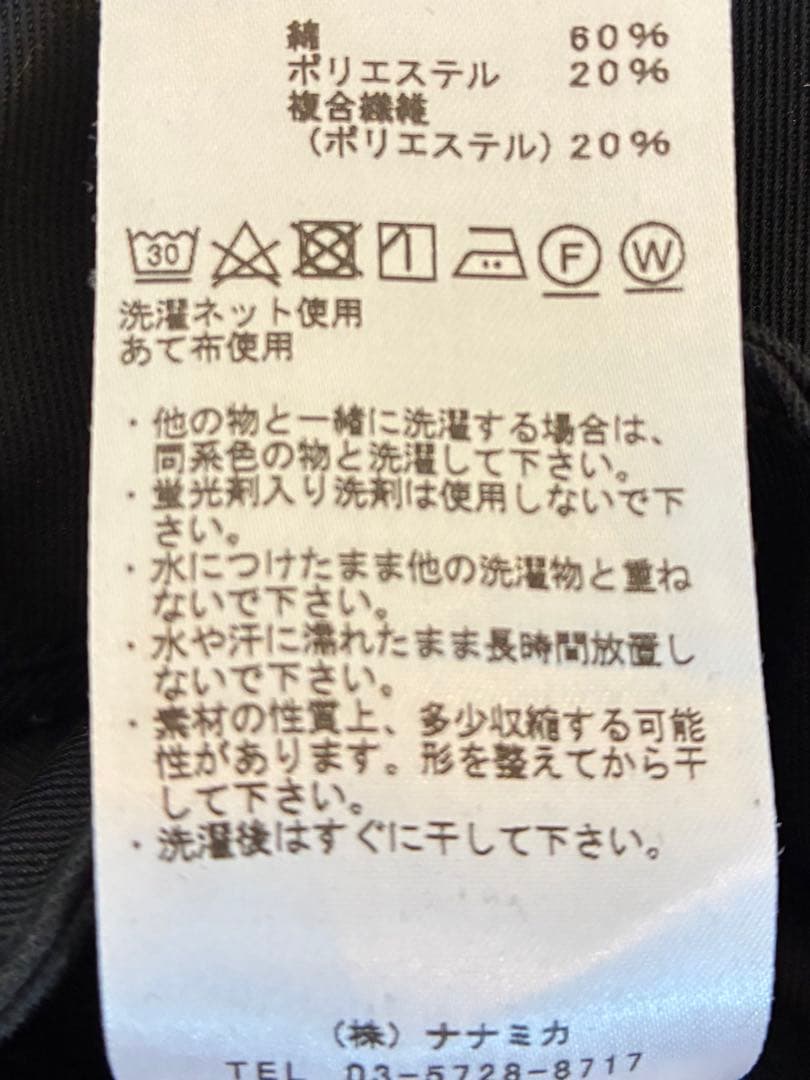 綿 60%
ポリエステル 20%
複合繊維
(ポリエステル) 20%
30 F W
洗濯ネット使用
あて布使用
・他の物と一緒に洗濯する場合は、
同系色の物と洗濯して下さい。
・蛍光剤入り洗剤は使用しないで下
さい。
・水につけたまま他の洗濯物と重ね
ないで下さい。
・水や汗に濡れたまま長時間放置し
ないで下さい。
・素材の性質上、多少収縮する可能
性があります。形を整えてから干
して下さい。
・洗濯後はすぐに干して下さい。
(株) ナナミカ
TEL 03-5728-8717